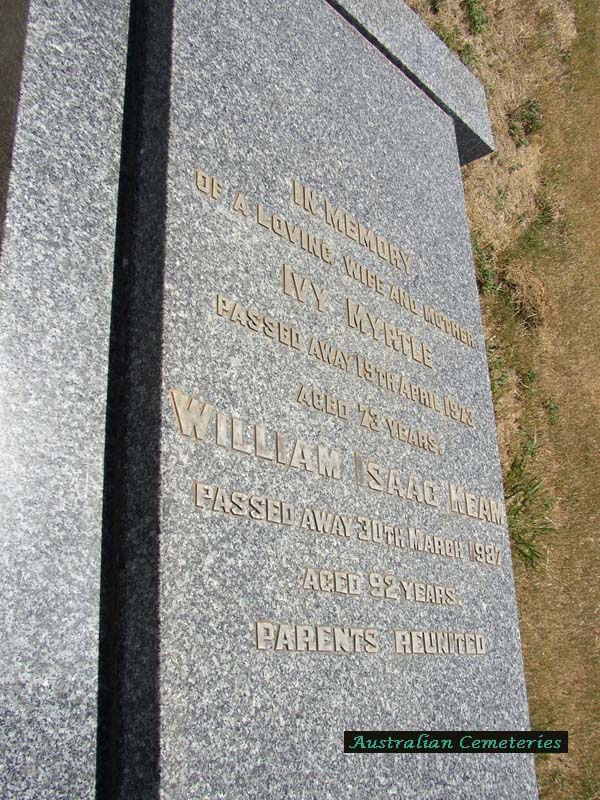 IN MEMORY
OF A LOVING WIFE AND MOTHER
IVY MYRTLE
PASSED AWAY 19TH APRIL 1973
AGED 73 YEARS.
WILLIAM ISAAC KEAM
PASSED AWAY 30TH MARCH 1987
AGED 92 YEARS.
PARENTS REUNITED
Australian Cemeteries